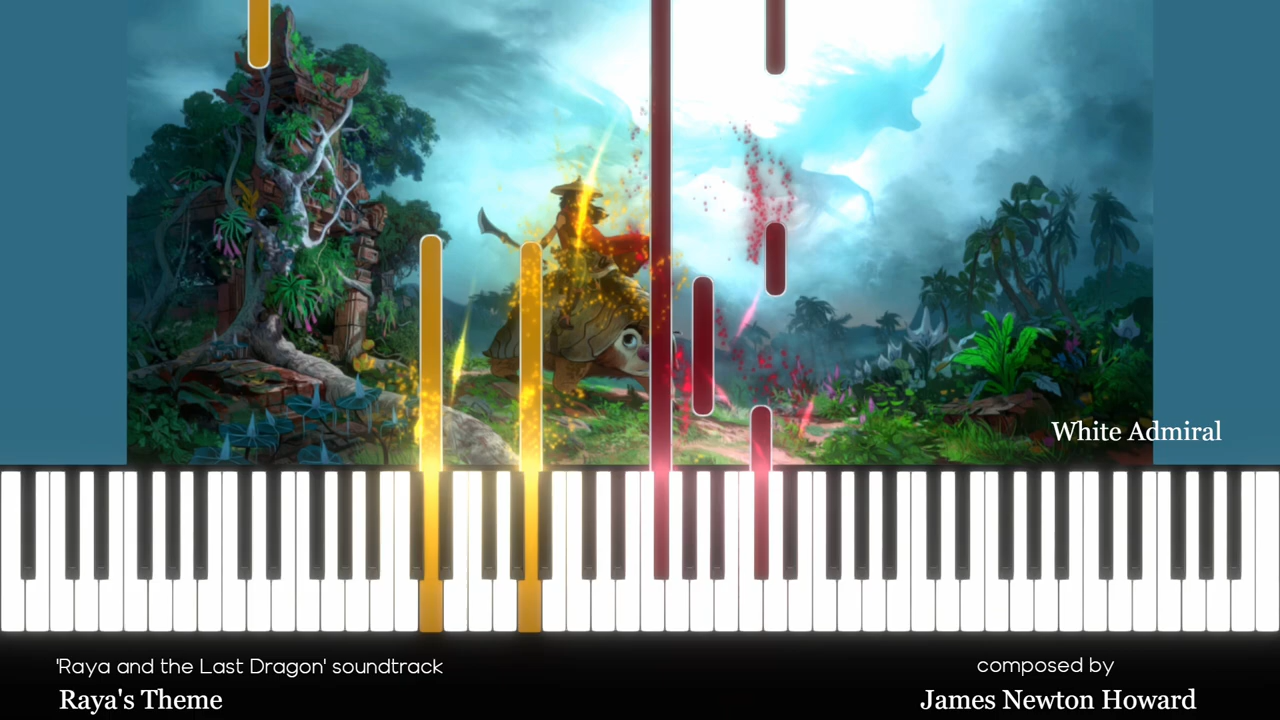 White Admiral
'Raya and the Last Dragon' soundtrack
Raya's Theme
composed by
James Newton Howard